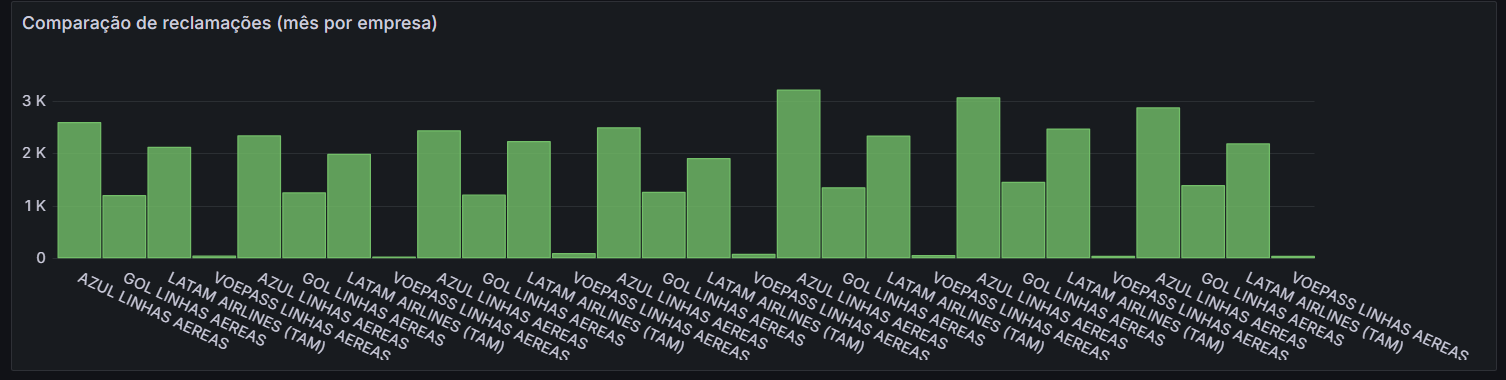 Comparação de reclamações (mês por empresa)
3 K
2 K
1 K
0
AZUL LINHAS AEREAS
GOL LINHAS AEREAS
LATAM AIRLINES (TAM)
VOEPASS LINHAS AEREAS
AZUL LINHAS AEREAS
GOL LINHAS AEREAS
LATAM AIRLINES (TAM)
VOEPASS LINHAS AEREAS
AZUL LINHAS AEREAS
GOL LINHAS AEREAS
LATAM AIRLINES (TAM)
VOEPASS LINHAS AEREAS
AZUL LINHAS AEREAS
GOL LINHAS AEREAS
LATAM AIRLINES (TAM)
VOEPASS LINHAS AEREAS
AZUL LINHAS AEREAS
GOL LINHAS AEREAS
LATAM AIRLINES (TAM)
VOEPASS LINHAS AEREAS
AZUL LINHAS AEREAS
GOL LINHAS AEREAS
LATAM AIRLINES (TAM)
VOEPASS LINHAS AEREAS
AZUL LINHAS AEREAS
GOL LINHAS AEREAS
LATAM AIRLINES (TAM)
VOEPASS LINHAS AEREAS